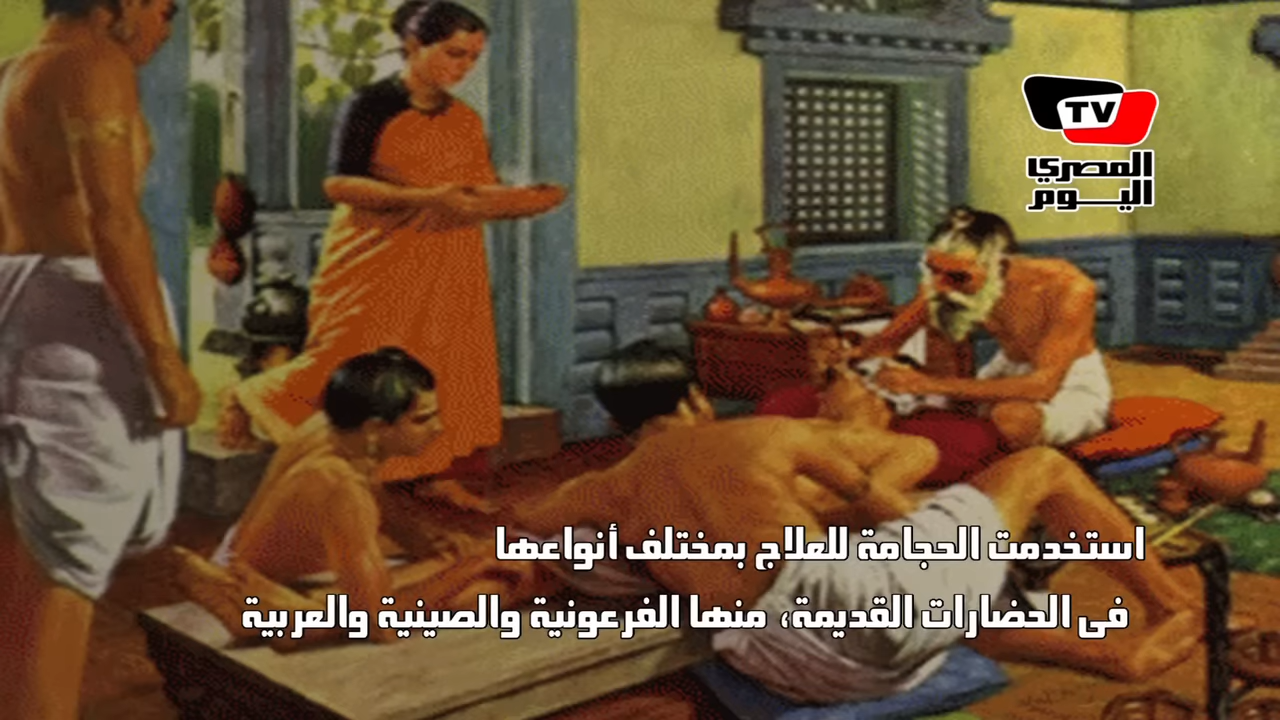 TV
المصري
اليوم
استخدمت الحجامة للعلاج بمختلف أنواعها
فى الحضارات القديمة، منها الفرعونية والصينية والعربية